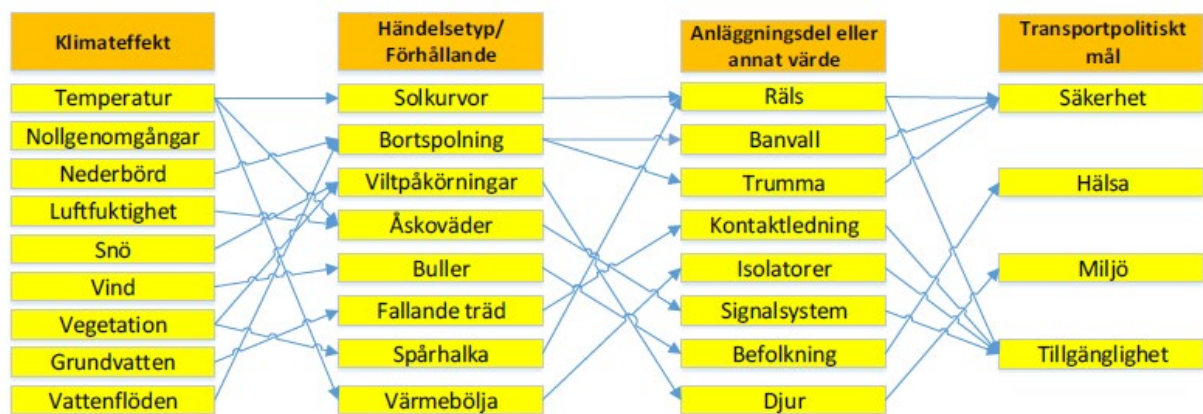 Klimateffekt
Temperatur
Nollgenomgångar
Nederbörd
Luftfuktighet
Snö
Vind
Vegetation
Grundvatten
Vattenflöden
Händelsetyp/
Förhållande
Solkurvor
Bortspolning
Viltpåkörningar
Åskoväder
Buller
Fallande träd
Spårhalka
Värmebölja
Anläggningsdel eller
annat värde
Räls
Banvall
Trumma
Kontaktledning
Isolatorer
Signalsystem
Befolkning
Djur
Transportpolitiskt
mål
Säkerhet
Hälsa
Miljö
Tillgänglighet